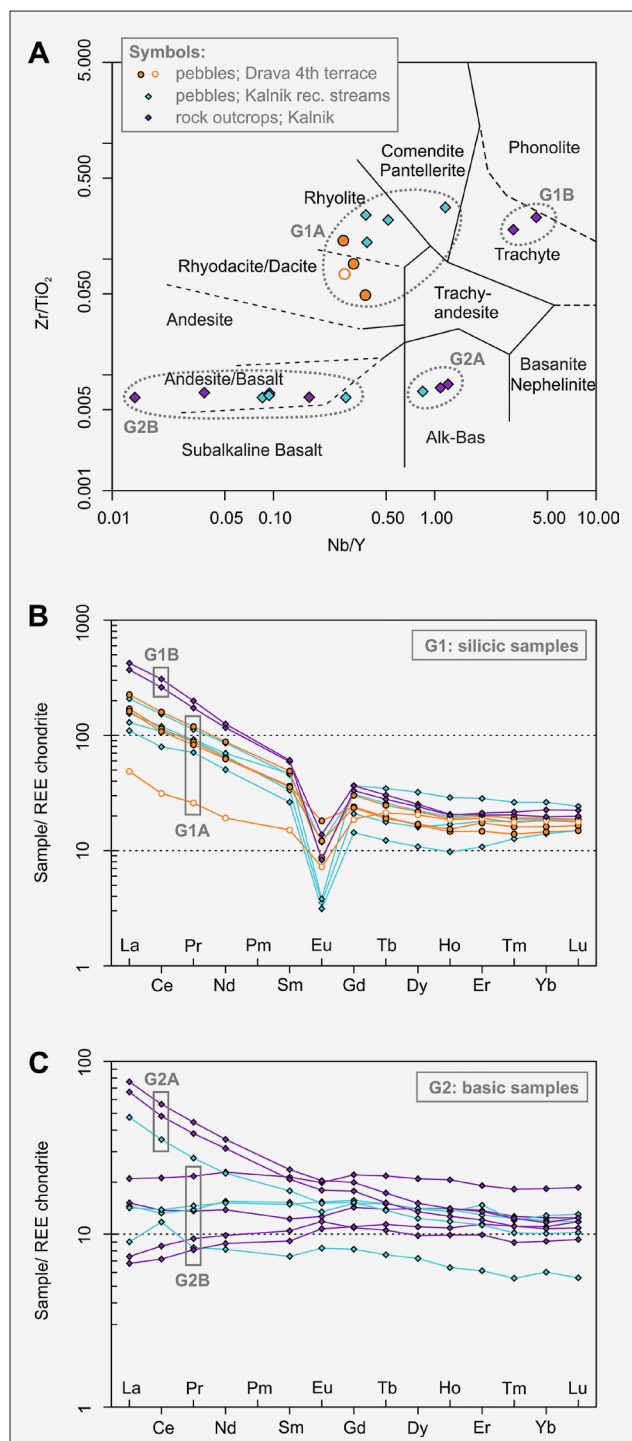 A
Symbols:
pebbles; Drava 4th terrace
pebbles; Kalnik rec. streams
rock outcrops; Kalnik
5.000
0.500
0.050
0.005
0.001
Zr/TiO2
Comendite
Pantellerite
Phonolite
Rhyolite
G1B
G1A
Trachyte
Rhyodacite/Dacite
Trachy-
andesite
Andesite
G2A
Basanite
Nephelinite
Andesite/Basalt
G2B
Subalkaline Basalt
Alk-Bas
0.01 0.05 0.10 0.50 1.00 5.00 10.00
Nb/Y
B
1000
G1: silicic samples
G1B
100
G1A
10
1
Sample/ REE chondrite
La Pr Pm Eu Tb Ho Tm Lu
Ce Nd Sm Gd Dy Er Yb
C
100
G2: basic samples
G2A
10
G2B
1
Sample/ REE chondrite
La Pr Pm Eu Tb Ho Tm Lu
Ce Nd Sm Gd Dy Er Yb